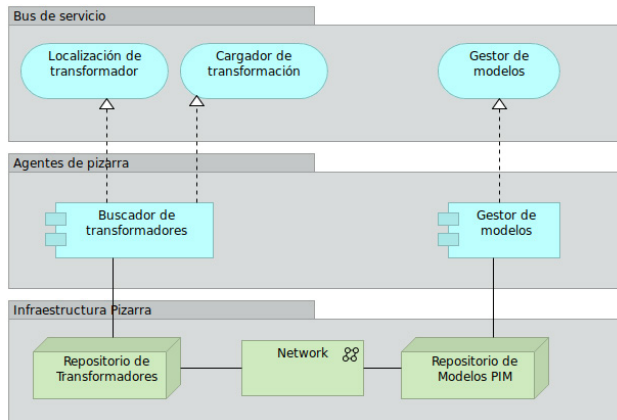 Bus de servicio
Localización de
transformador
Cargador de
transformación
Gestor de
modelos
Agentes de pizarra
Buscador de
transformadores
Gestor de
modelos
Infraestructura Pizarra
Repositorio de
Transformadores
Network
Repositorio de
Modelos PIM